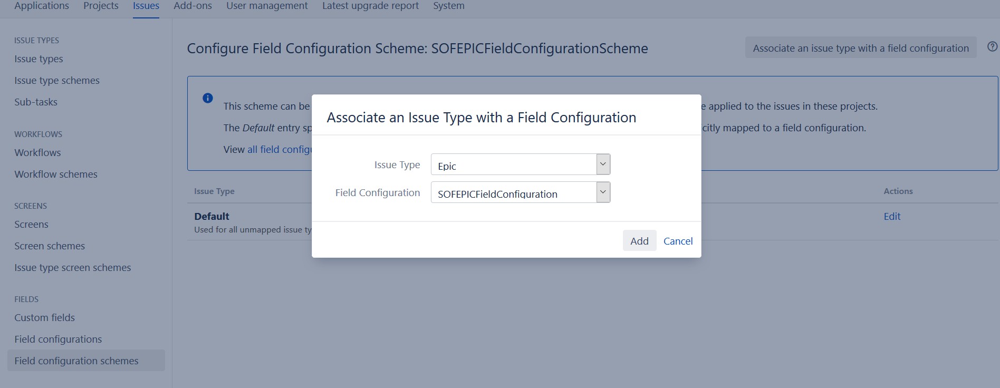 Applications Projects Issues Add-ons User management Latest upgrade report System
ISSUE TYPES
Issue types
Issue type schemes
Sub-tasks
WORKFLOWS
Workflows
Workflow schemes
SCREENS
Screens
Screen schemes
Issue type screen schemes
FIELDS
Custom fields
Field configurations
Field configuration schemes
Configure Field Configuration Scheme: SOFEPICFieldConfigurationScheme
Associate an issue type with a field configuration
This scheme can be
e applied to the issues in these projects.
The Default entry sp
citly mapped to a field configuration.
View all field configu
Issue Type Actions
Default Edit
Used for all unmapped issue ty
Associate an Issue Type with a Field Configuration
Issue Type Epic
Field Configuration SOFEPICFieldConfiguration
Add Cancel